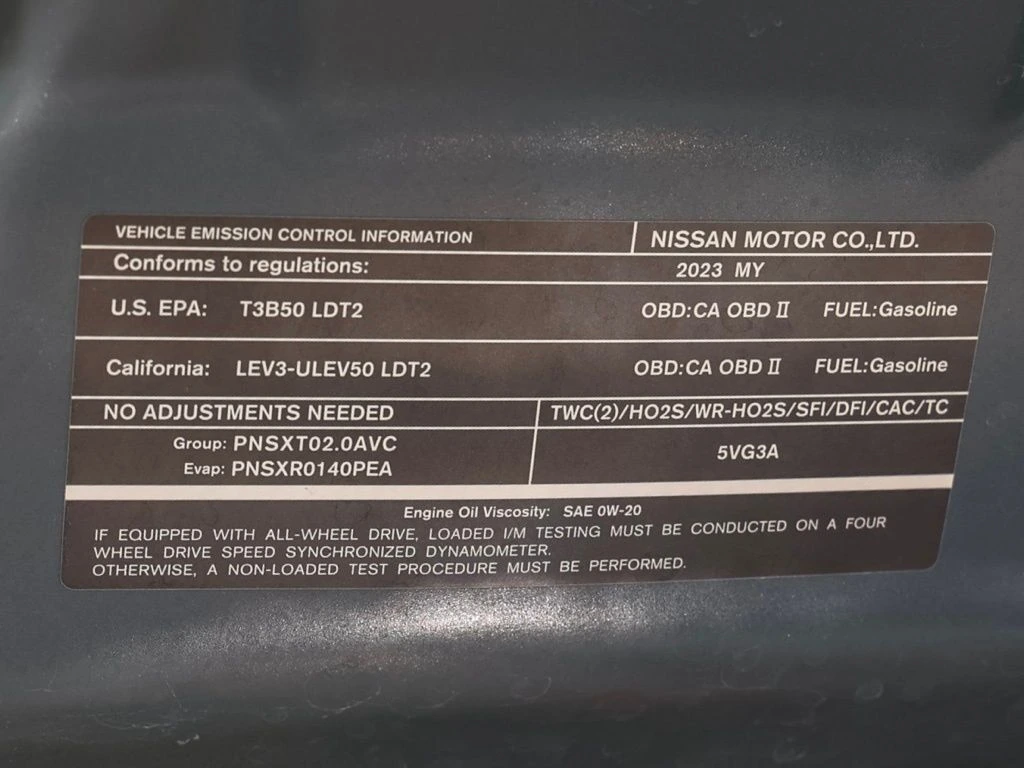 VEHICLE EMISSION CONTROL INFORMATION NISSAN MOTOR CO.,LTD.
Conforms to regulations: 2023 MY
U.S. EPA: T3B50 LDT2 OBD:CA OBD II FUEL:Gasoline
California: LEV3-ULEV50 LDT2 OBD:CA OBD II FUEL:Gasoline
NO ADJUSTMENTS NEEDED TWC(2)/HO2S/WR-HO2S/SFI/DFI/CAC/TC
Group: PNSXT02.0AVC
Evap: PNSXR0140PEA
5VG3A
Engine Oil Viscosity: SAE 0W-20
IF EQUIPPED WITH ALL-WHEEL DRIVE, LOADED I/M TESTING MUST BE CONDUCTED ON A FOUR
WHEEL DRIVE SPEED SYNCHRONIZED DYNAMOMETER.
OTHERWISE, A NON-LOADED TEST PROCEDURE MUST BE PERFORMED.